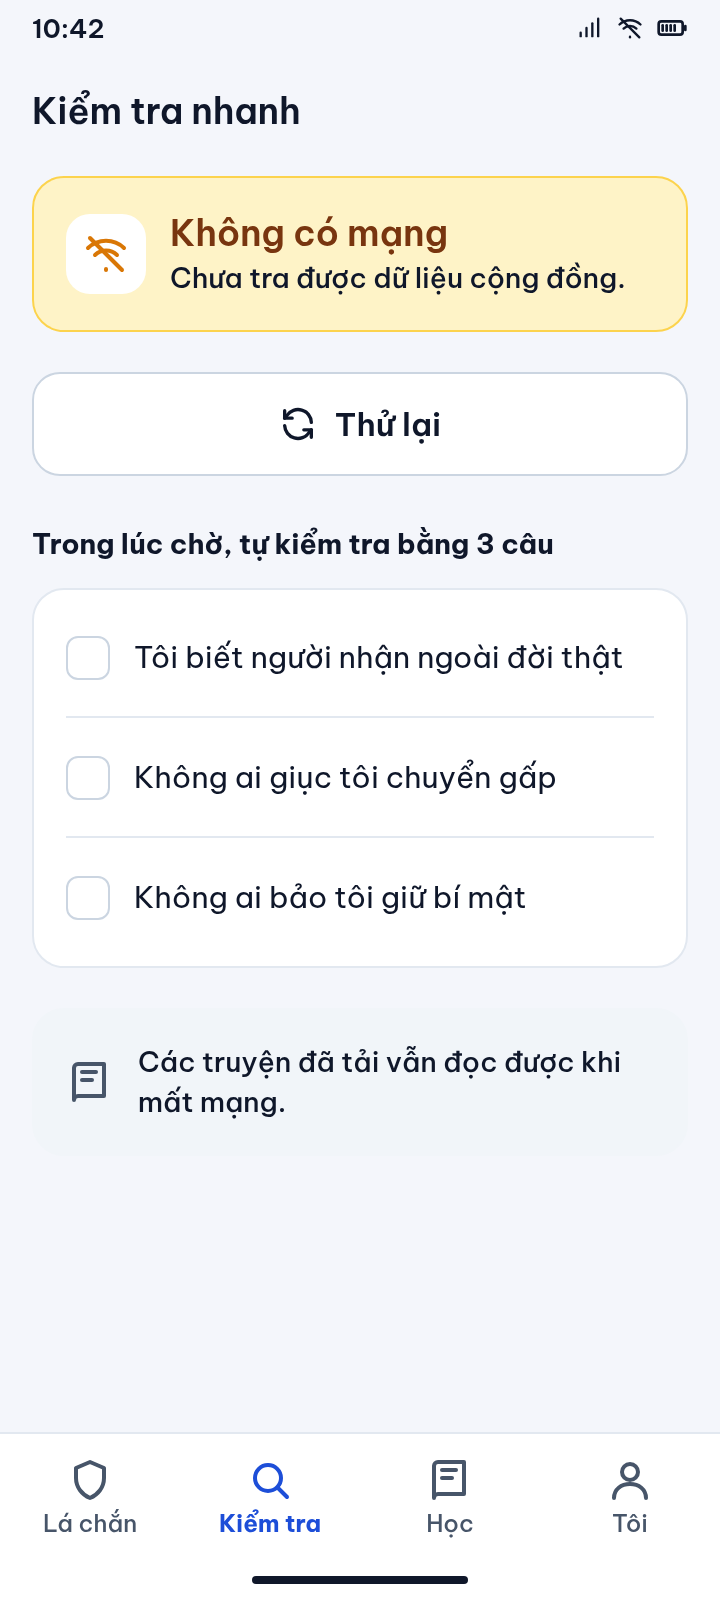 10:42
Kiểm tra nhanh
Không có mạng
Chưa tra được dữ liệu cộng đồng.
Thử lại
Trong lúc chờ, tự kiểm tra bằng 3 câu
Tôi biết người nhận ngoài đời thật
Không ai giục tôi chuyển gấp
Không ai bảo tôi giữ bí mật
Các truyện đã tải vẫn đọc được khi
mất mạng.
Lá chắn
Kiểm tra
Học
Tôi